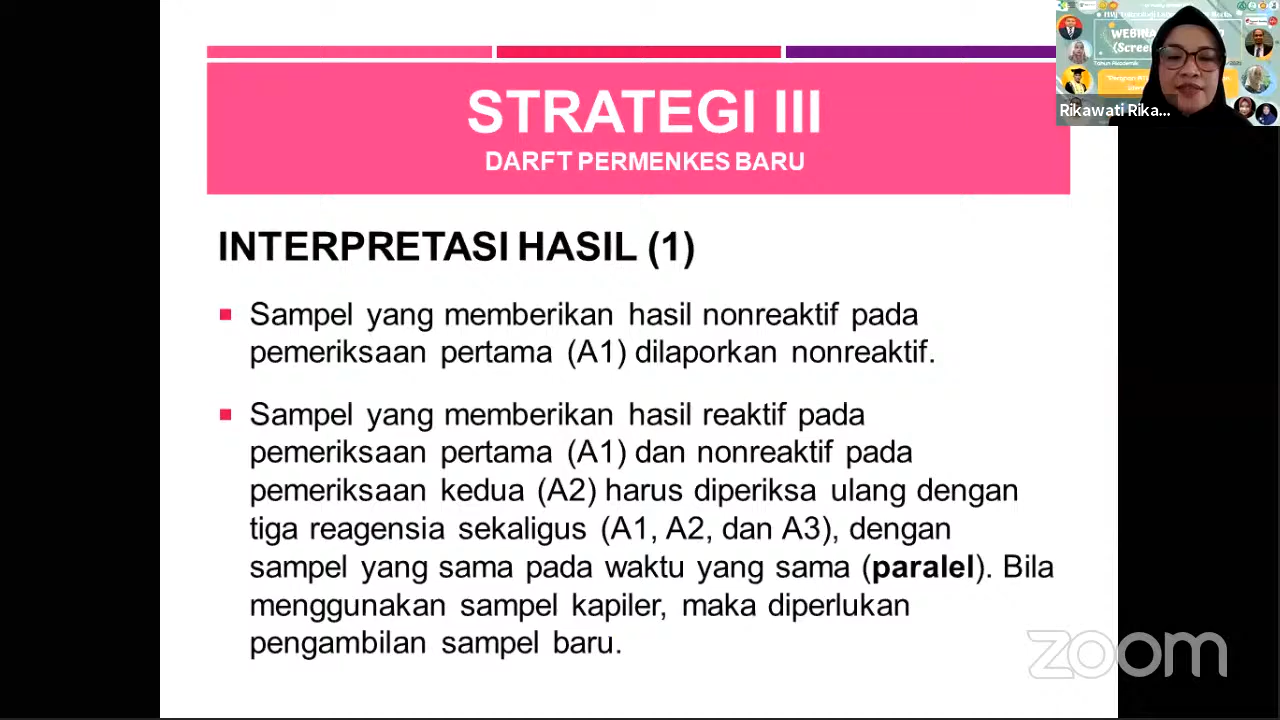 STRATEGI III
DARFT PERMENKES BARU
INTERPRETASI HASIL (1)
Sampel yang memberikan hasil nonreaktif pada
pemeriksaan pertama (A1) dilaporkan nonreaktif.
Sampel yang memberikan hasil reaktif pada
pemeriksaan pertama (A1) dan nonreaktif pada
pemeriksaan kedua (A2) harus diperiksa ulang dengan
tiga reagensia sekaligus (A1, A2, dan A3), dengan
sampel yang sama pada waktu yang sama (paralel). Bila
menggunakan sampel kapiler, maka diperlukan
pengambilan sampel baru.
zoom
Rikawati Rika...